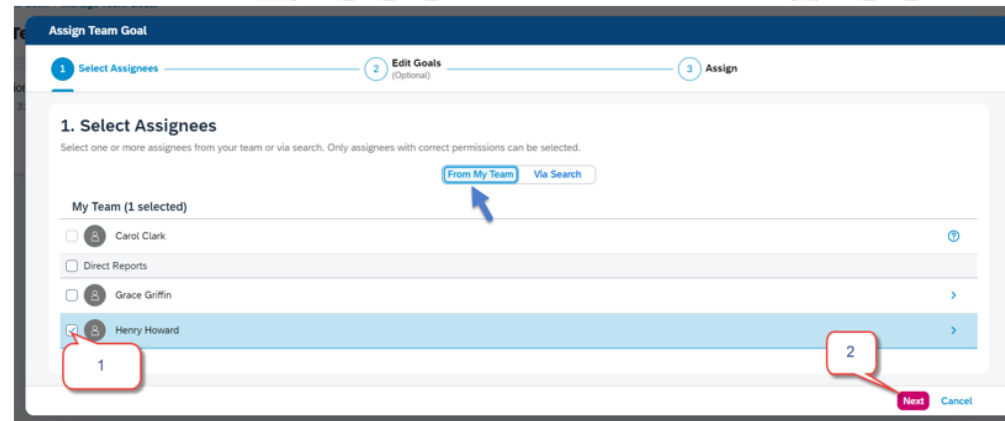 Assign Team Goal
1 Select Assignees
2 Edit Goals
(Optional)
3 Assign
1. Select Assignees
Select one or more assignees from your team or via search. Only assignees with correct permissions can be selected.
From My Team Via Search
My Team (1 selected)
Carol Clark
Direct Reports
Grace Griffin
Henry Howard
1
2
Next Cancel